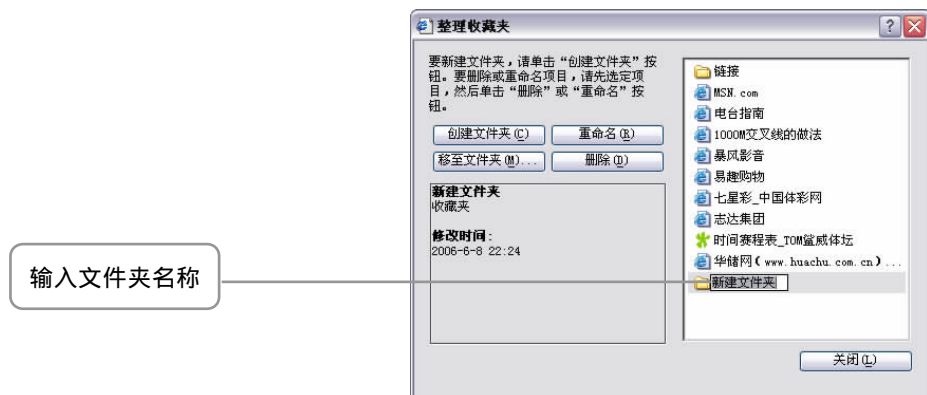 整理收藏夹
要新建文件夹，请单击“创建文件夹”按
钮。要删除或重命名项目，请先选定项
目，然后单击“删除”或“重命名”按
钮。
创建文件夹(C)
重命名(R)
移至文件夹(M)...
删除(D)
新建文件夹
收藏夹
修改时间:
2006-6-8 22:24
链接
MSN.com
电台指南
1000M交叉线的做法
暴风影音
易趣购物
七星彩_中国体彩网
志达集团
时间赛程表_TOM鲨威体坛
华储网(www.huachu.com.cn)...
新建文件夹
关闭(L)
输入文件夹名称